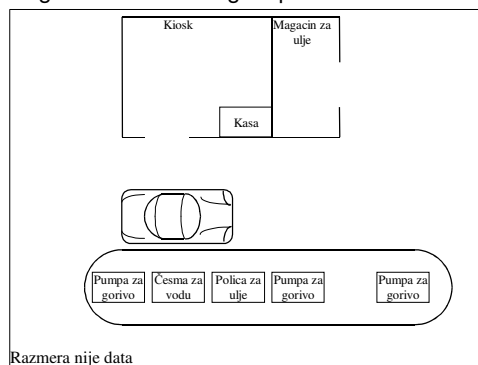 Kiosk
Magacin za
ulje
Kasa
Pumpa za
gorivo
Česma za
vodu
Polica za
ulje
Pumpa za
gorivo
Pumpa za
gorivo
Razmera nije data